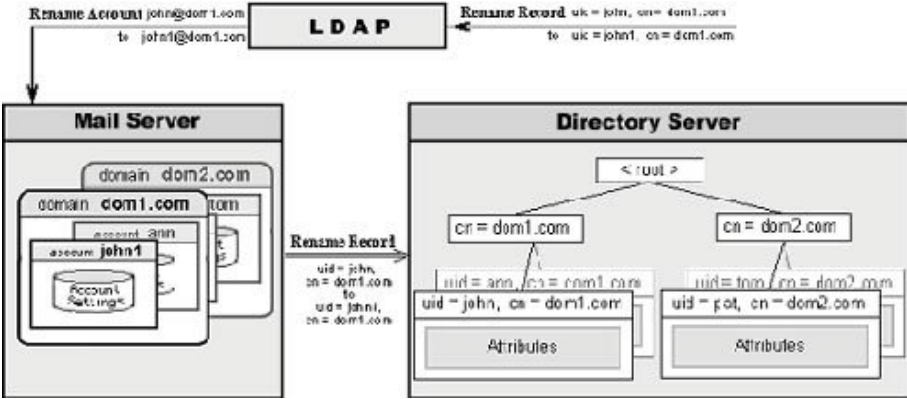 Rename Account john@dom1.com
to john1@dom1.com
LDAP
Rename Record uid = john, cn = dom1.com
to uid = john1, cn = dom1.com
Mail Server
domain dom2.com
domain dom1.com
tom
account ann
account john1
Account
Settings
Rename Record
uid = john,
cn = dom1.com
to
uid = john1,
cn = dom1.com
Directory Server
< root >
cn = dom1.com
cn = dom2.com
uid = ann, cn = dom1.com
uid = tom, cn = dom2.com
uid = john, cn = dom1.com
uid = pat, cn = dom2.com
Attributes
Attributes